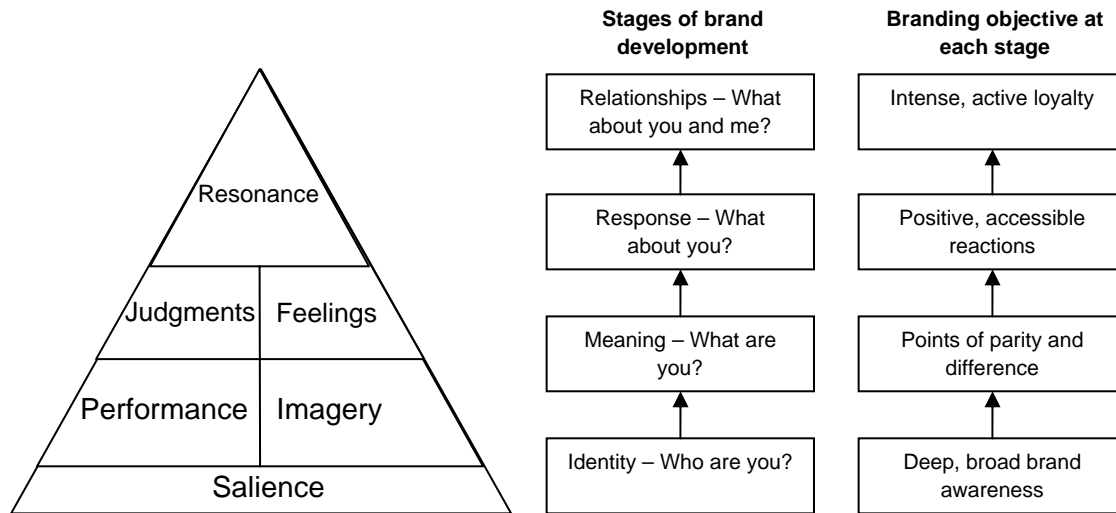 Stages of brand
development
Branding objective at
each stage
Resonance
Judgments
Feelings
Performance
Imagery
Salience
Relationships – What
about you and me?
Response – What
about you?
Meaning – What are
you?
Identity – Who are you?
Intense, active loyalty
Positive, accessible
reactions
Points of parity and
difference
Deep, broad brand
awareness